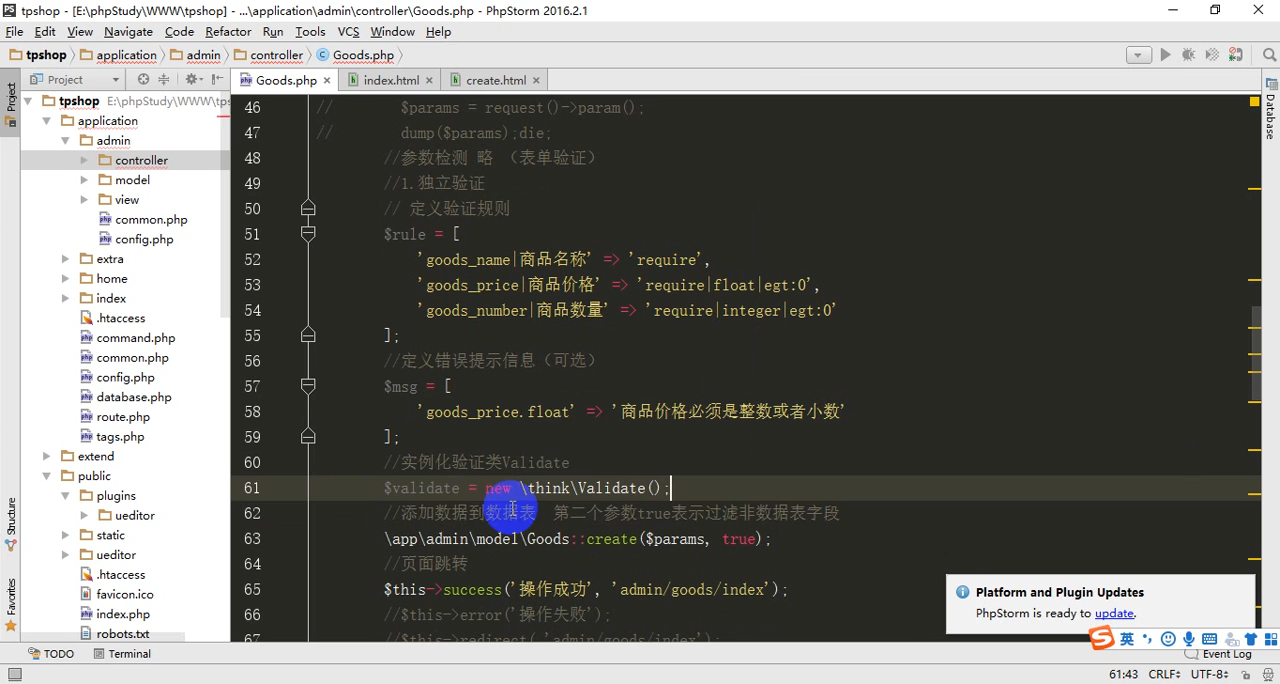 tpshop - [E:\phpStudy\WWW\tpshop] - ...\application\admin\controller\Goods.php - PhpStorm 2016.2.1
File Edit View Navigate Code Refactor Run Tools VCS Window Help
tpshop application admin controller Goods.php
Project
Goods.php index.html create.html
tpshop E:\phpStudy\WWW\tps
application
admin
controller
model
view
common.php
config.php
extra
home
index
.htaccess
command.php
common.php
config.php
database.php
route.php
tags.php
extend
public
plugins
ueditor
static
ueditor
.htaccess
favicon.ico
index.php
robots.txt
Project
Structure
Favorites
Database
46 // $params = request()->param();
47 // dump($params);die;
48 //参数检测 略 （表单验证）
49 //1.独立验证
50 // 定义验证规则
51 $rule = [
52 'goods_name|商品名称' => 'require',
53 'goods_price|商品价格' => 'require|float|egt:0',
54 'goods_number|商品数量' => 'require|integer|egt:0'
55 ];
56 //定义错误提示信息（可选）
57 $msg = [
58 'goods_price.float' => '商品价格必须是整数或者小数'
59 ];
60 //实例化验证类Validate
61 $validate = new \think\Validate();
62 //添加数据到数据表 第二个参数true表示过滤非数据表字段
63 \app\admin\model\Goods::create($params, true);
64 //页面跳转
65 $this->success('操作成功', 'admin/goods/index');
66 //$this->error('操作失败');
67 //$this->redirect( 'admin/goods/index');
Platform and Plugin Updates
PhpStorm is ready to update.
英
TODO Terminal Event Log
61:43 CRLF UTF-8